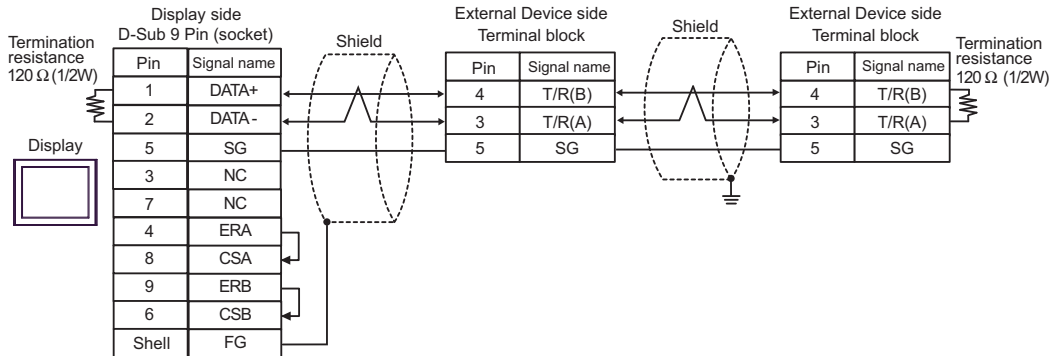 Display side
D-Sub 9 Pin (socket)
Termination
resistance
120 Ω (1/2W)
Display
Pin Signal name
1 DATA+
2 DATA-
5 SG
3 NC
7 NC
4 ERA
8 CSA
9 ERB
6 CSB
Shell FG
Shield
External Device side
Terminal block
Pin Signal name
4 T/R(B)
3 T/R(A)
5 SG
Shield
External Device side
Terminal block
Pin Signal name
4 T/R(B)
3 T/R(A)
5 SG
Termination
resistance
120 Ω (1/2W)